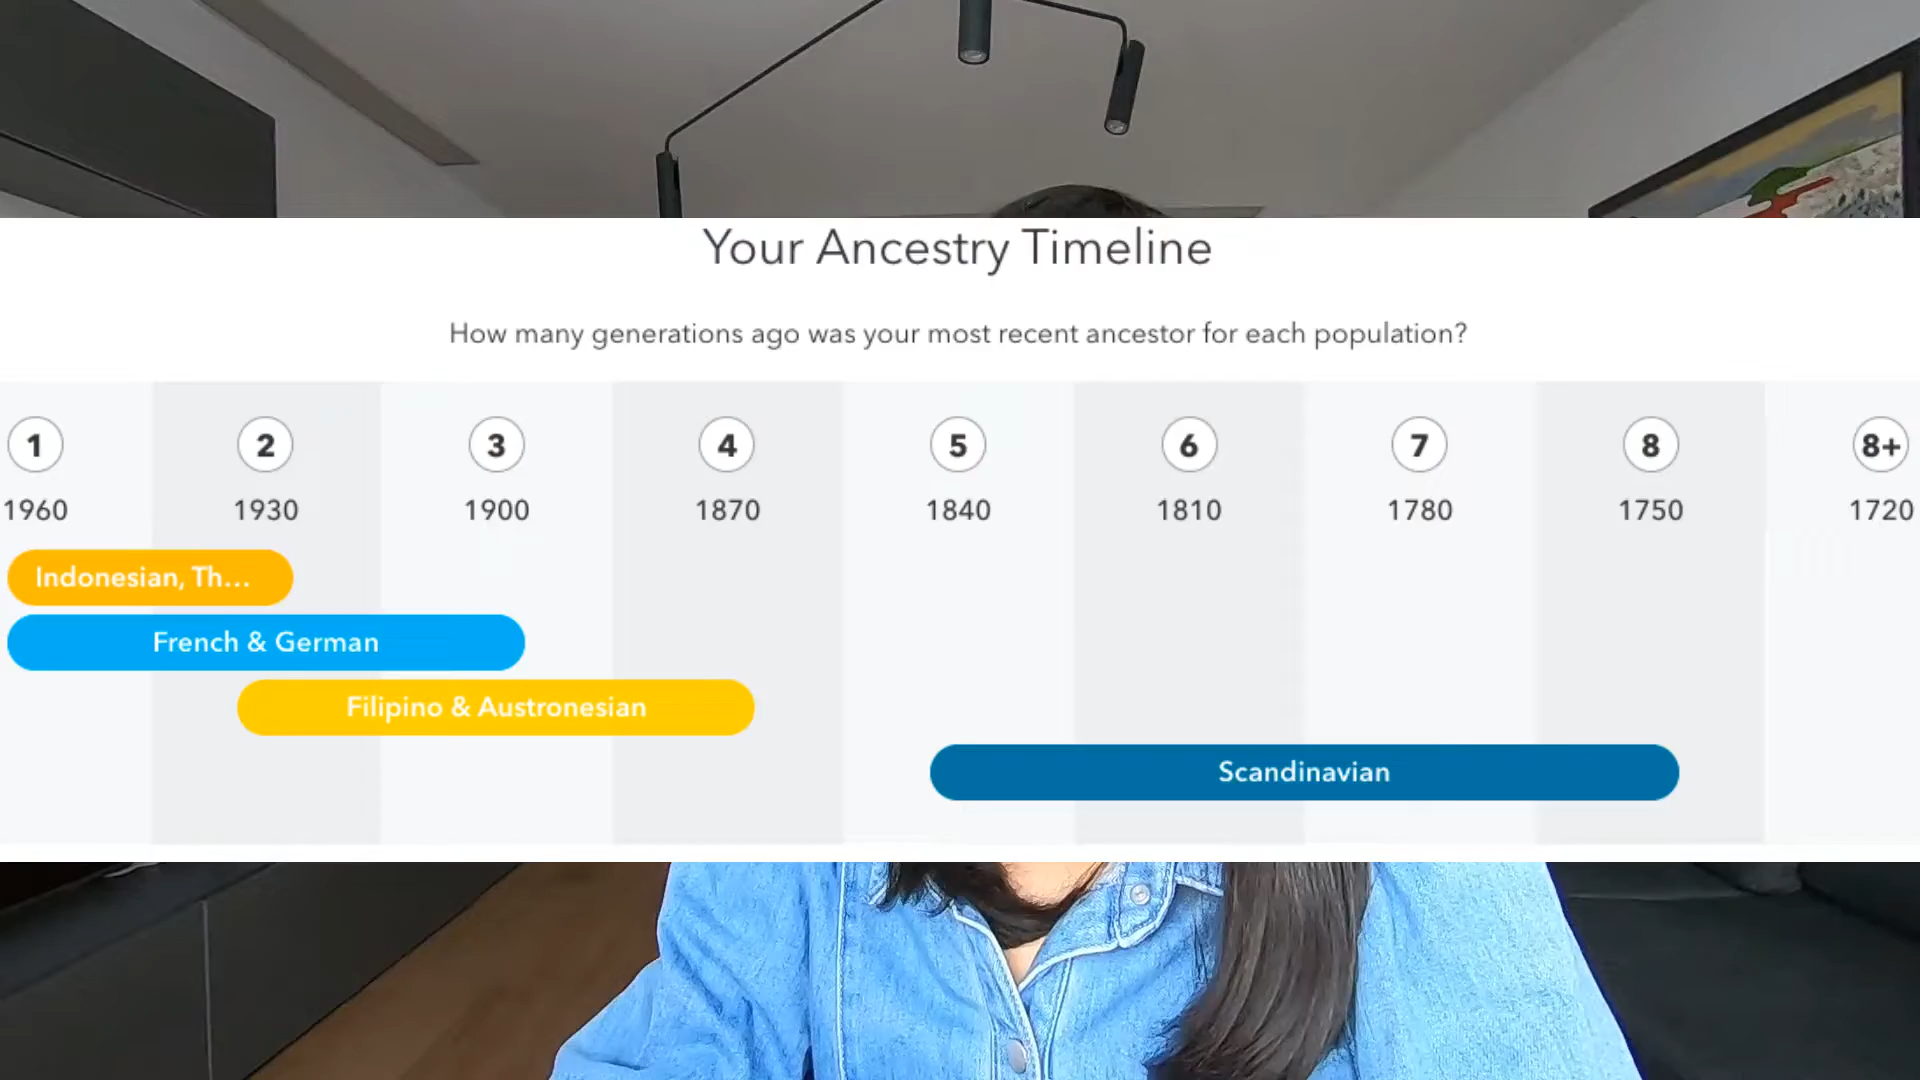 Your Ancestry Timeline
How many generations ago was your most recent ancestor for each population?
1 2 3 4 5 6 7 8 8+
1960 1930 1900 1870 1840 1810 1780 1750 1720
Indonesian, Th...
French & German
Filipino & Austronesian
Scandinavian